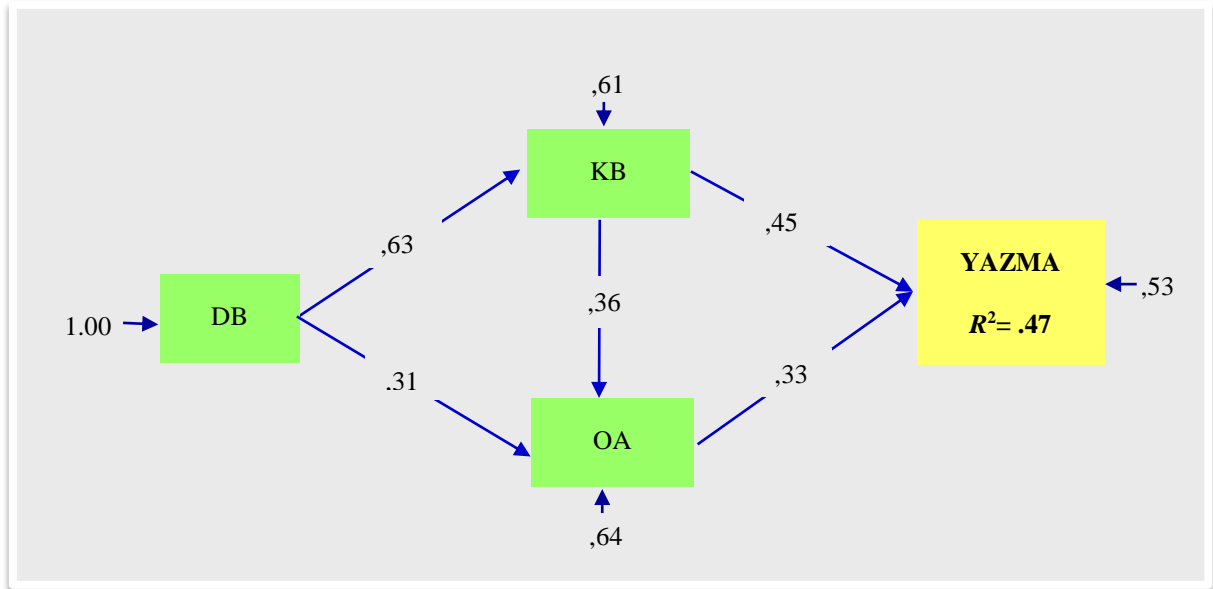 ,61
KB
,63
,45
DB
1.00
,36
YAZMA
R²= .47
,53
.31
,33
OA
,64